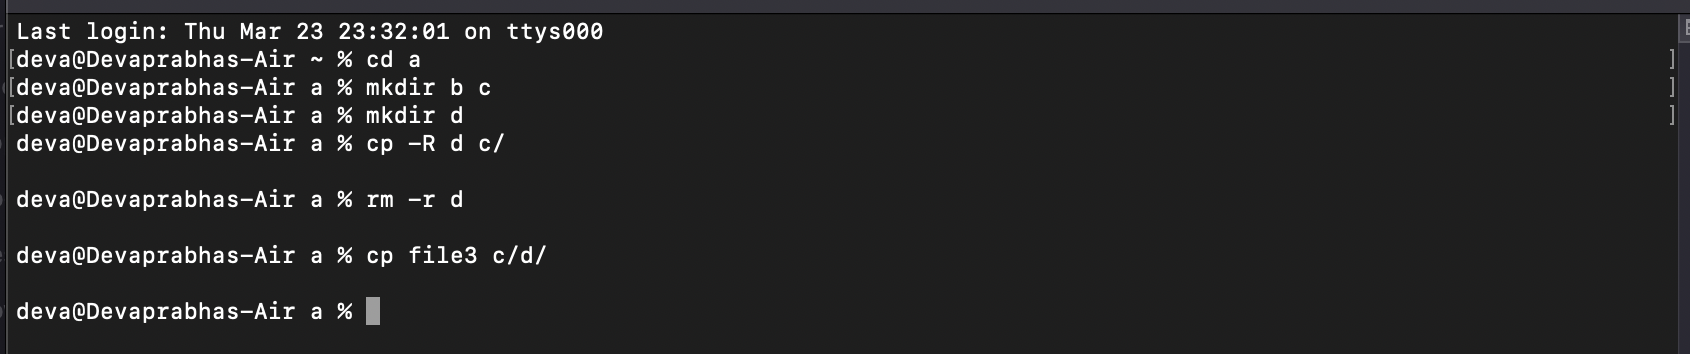 Last login: Thu Mar 23 23:32:01 on ttys000
[deva@Devaprabhas-Air ~ % cd a ]
[deva@Devaprabhas-Air a % mkdir b c ]
[deva@Devaprabhas-Air a % mkdir d ]
deva@Devaprabhas-Air a % cp -R d c/
deva@Devaprabhas-Air a % rm -r d
deva@Devaprabhas-Air a % cp file3 c/d/
deva@Devaprabhas-Air a %